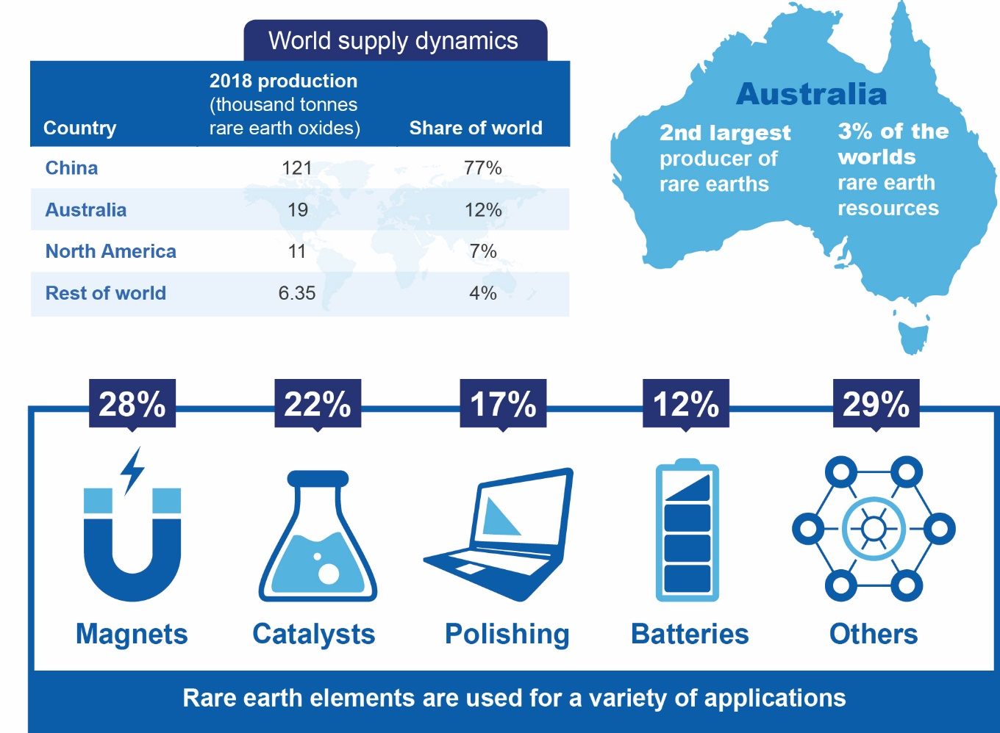 World supply dynamics
Country
2018 production
(thousand tonnes
rare earth oxides)
Share of world
China 121 77%
Australia 19 12%
North America 11 7%
Rest of world 6.35 4%
Australia
2nd largest
producer of
rare earths
3% of the
worlds
rare earth
resources
28% 22% 17% 12% 29%
Magnets Catalysts Polishing Batteries Others
Rare earth elements are used for a variety of applications